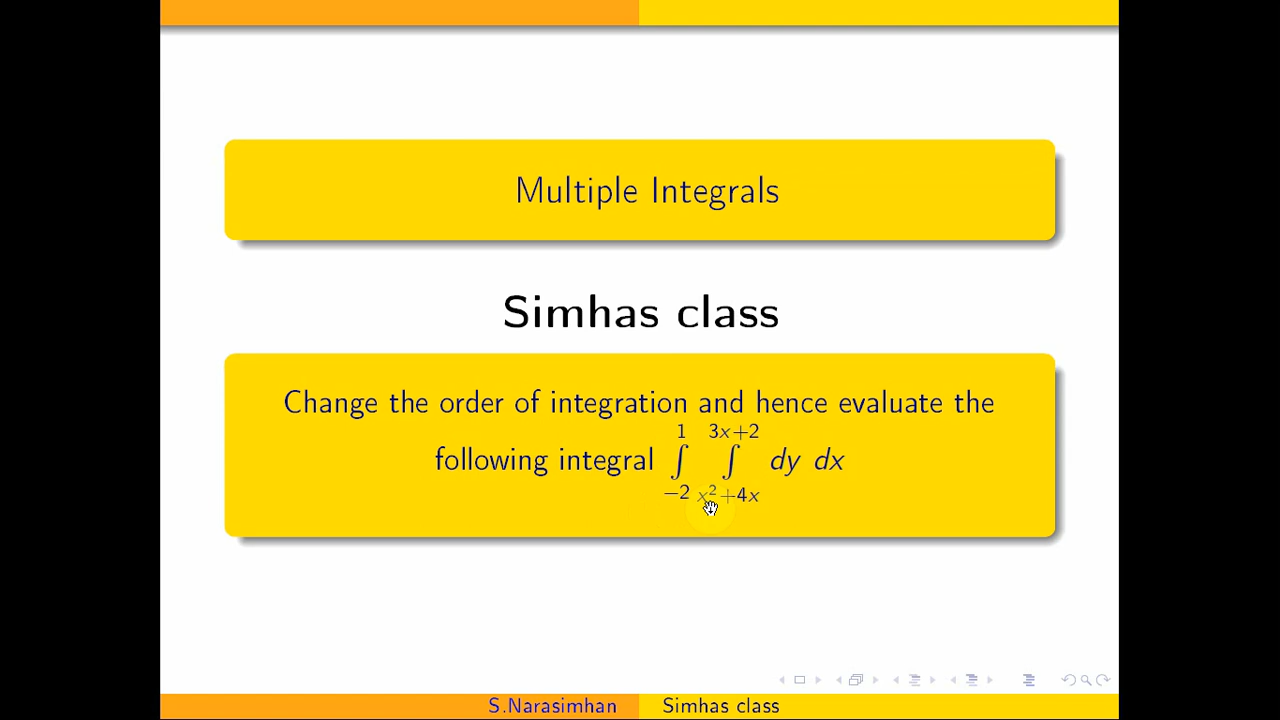 Multiple Integrals
Simhas class
Change the order of integration and hence evaluate the
following integral ∫_{-2}^{1} ∫_{x²+4x}^{3x+2} dy dx
S.Narasimhan Simhas class